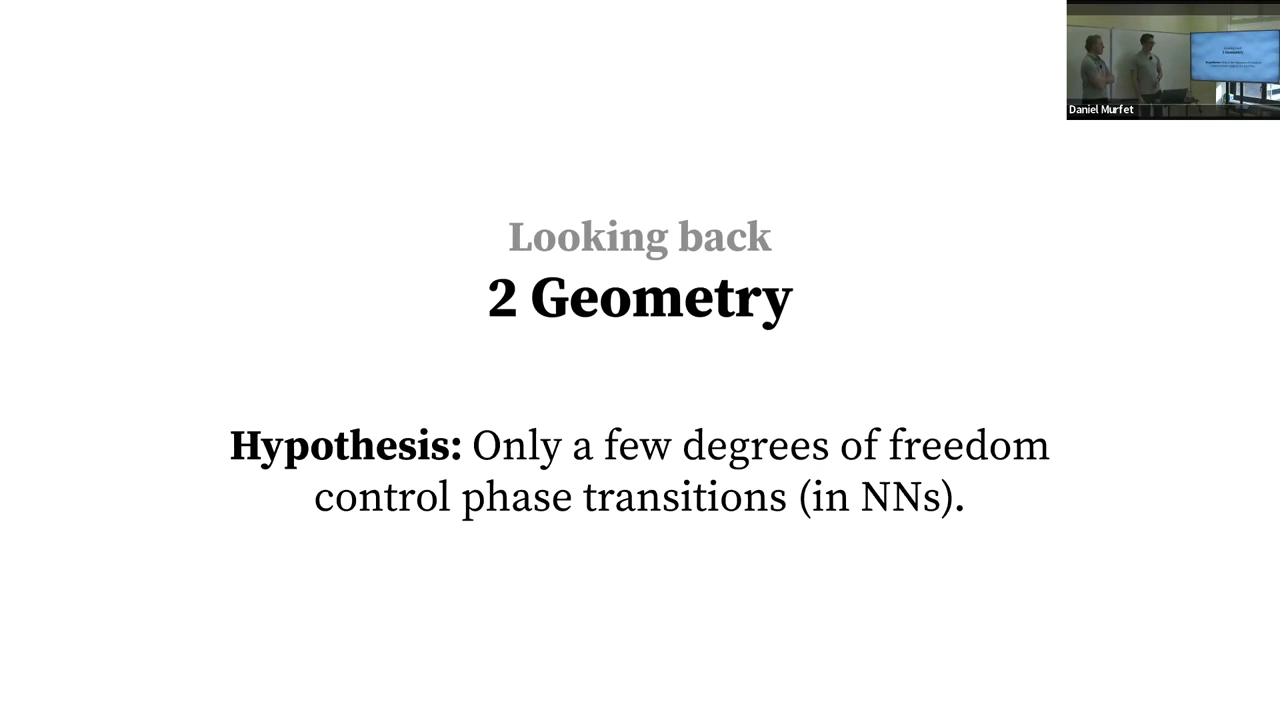 Looking back
2 Geometry
Hypothesis: Only a few degrees of freedom
control phase transitions (in NNs).
Daniel Murfet